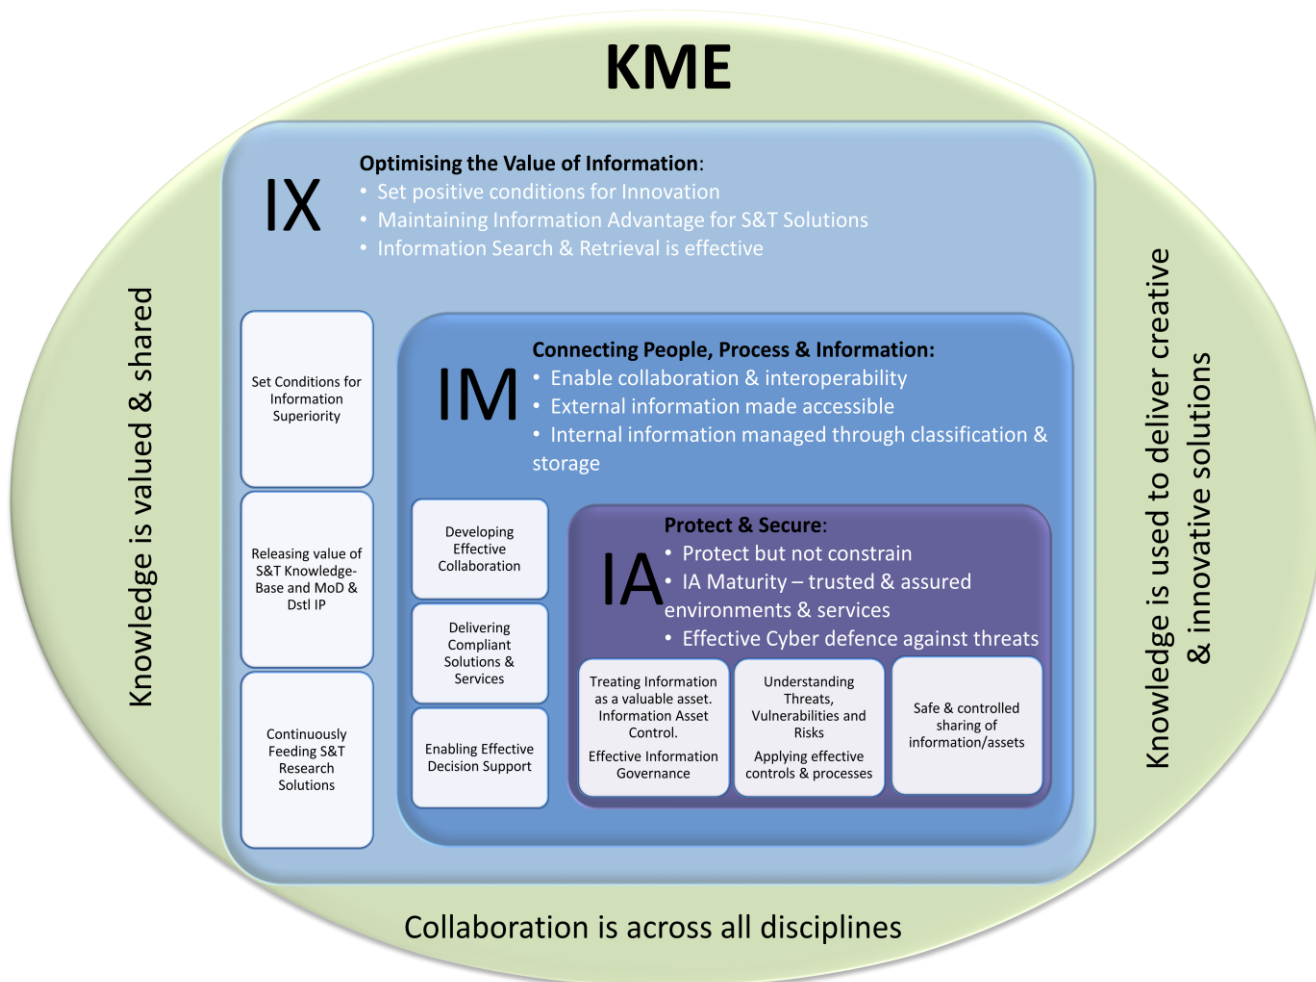 KME
Knowledge is valued & shared
IX
Optimising the Value of Information:
• Set positive conditions for Innovation
• Maintaining Information Advantage for S&T Solutions
• Information Search & Retrieval is effective
Set Conditions for
Information
Superiority
Releasing value of
S&T Knowledge-
Base and MoD &
Dstl IP
Continuously
Feeding S&T
Research
Solutions
IM
Connecting People, Process & Information:
• Enable collaboration & interoperability
• External information made accessible
• Internal information managed through classification &
storage
Developing
Effective
Collaboration
Delivering
Compliant
Solutions &
Services
Enabling Effective
Decision Support
IA
Protect & Secure:
• Protect but not constrain
• IA Maturity – trusted & assured
environments & services
• Effective Cyber defence against threats
Treating Information
as a valuable asset.
Information Asset
Control.
Effective Information
Governance
Understanding
Threats,
Vulnerabilities and
Risks
Applying effective
controls & processes
Safe & controlled
sharing of
information/assets
Knowledge is used to deliver creative
& innovative solutions
Collaboration is across all disciplines